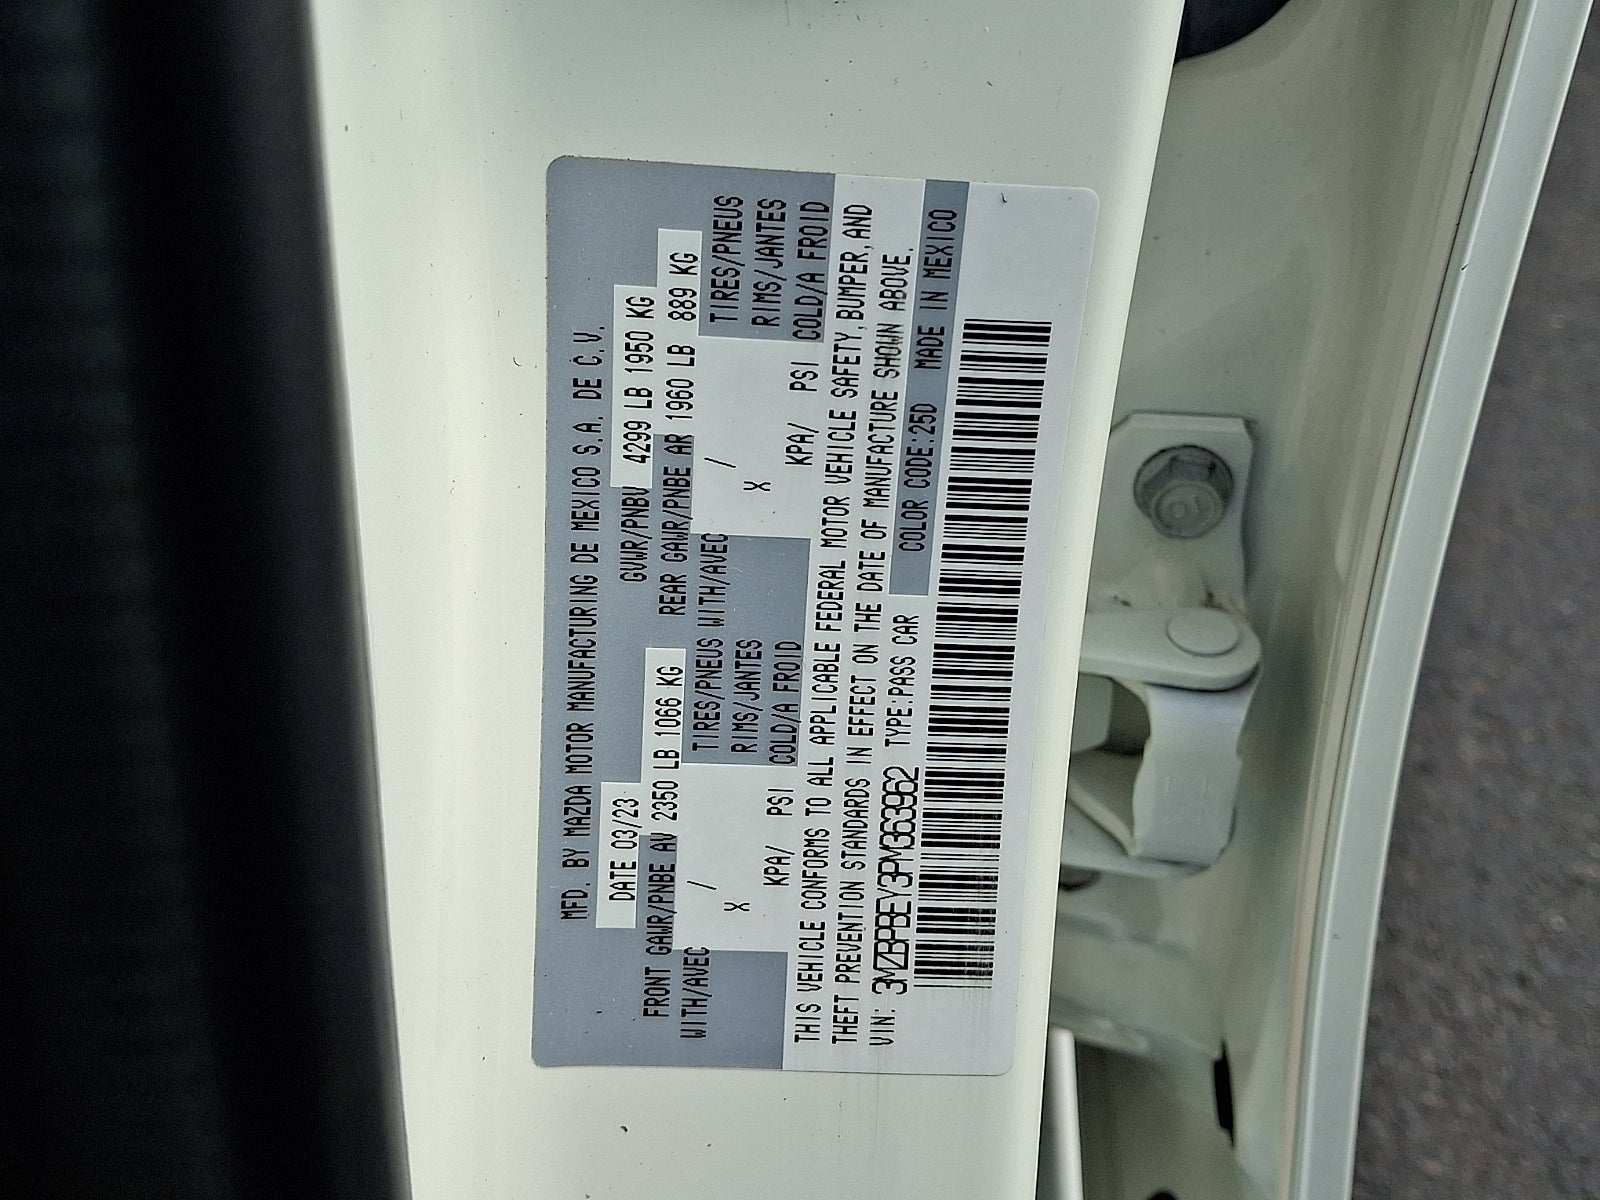 MFD. BY MAZDA MOTOR MANUFACTURING DE MEXICO S.A. DE C.V.
DATE 03/23 GVWR/PNBV 4299 LB 1950 KG
FRONT GAWR/PNBE AV 2350 LB 1066 KG REAR GAWR/PNBE AR 1960 LB 889 KG
WITH/AVEC / TIRES/PNEUS WITH/AVEC / TIRES/PNEUS
X RIMS/JANTES X RIMS/JANTES
KPA/ PSI COLD/A FROID KPA/ PSI COLD/A FROID
THIS VEHICLE CONFORMS TO ALL APPLICABLE FEDERAL MOTOR VEHICLE SAFETY, BUMPER, AND
THEFT PREVENTION STANDARDS IN EFFECT ON THE DATE OF MANUFACTURE SHOWN ABOVE.
VIN: 3MZBPBEY3PM363962 TYPE:PASS CAR COLOR CODE:25D MADE IN MEXICO